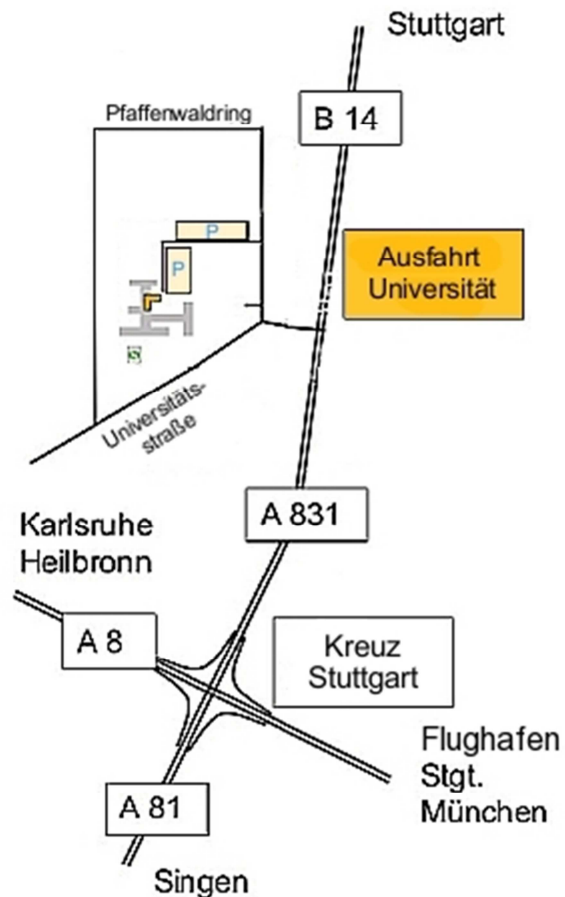 Stuttgart
Pfaffenwaldring
B 14
P
P
Ausfahrt
Universität
Universitäts-
straße
A 831
Karlsruhe
Heilbronn
A 8
Kreuz
Stuttgart
Flughafen
Stgt.
München
A 81
Singen